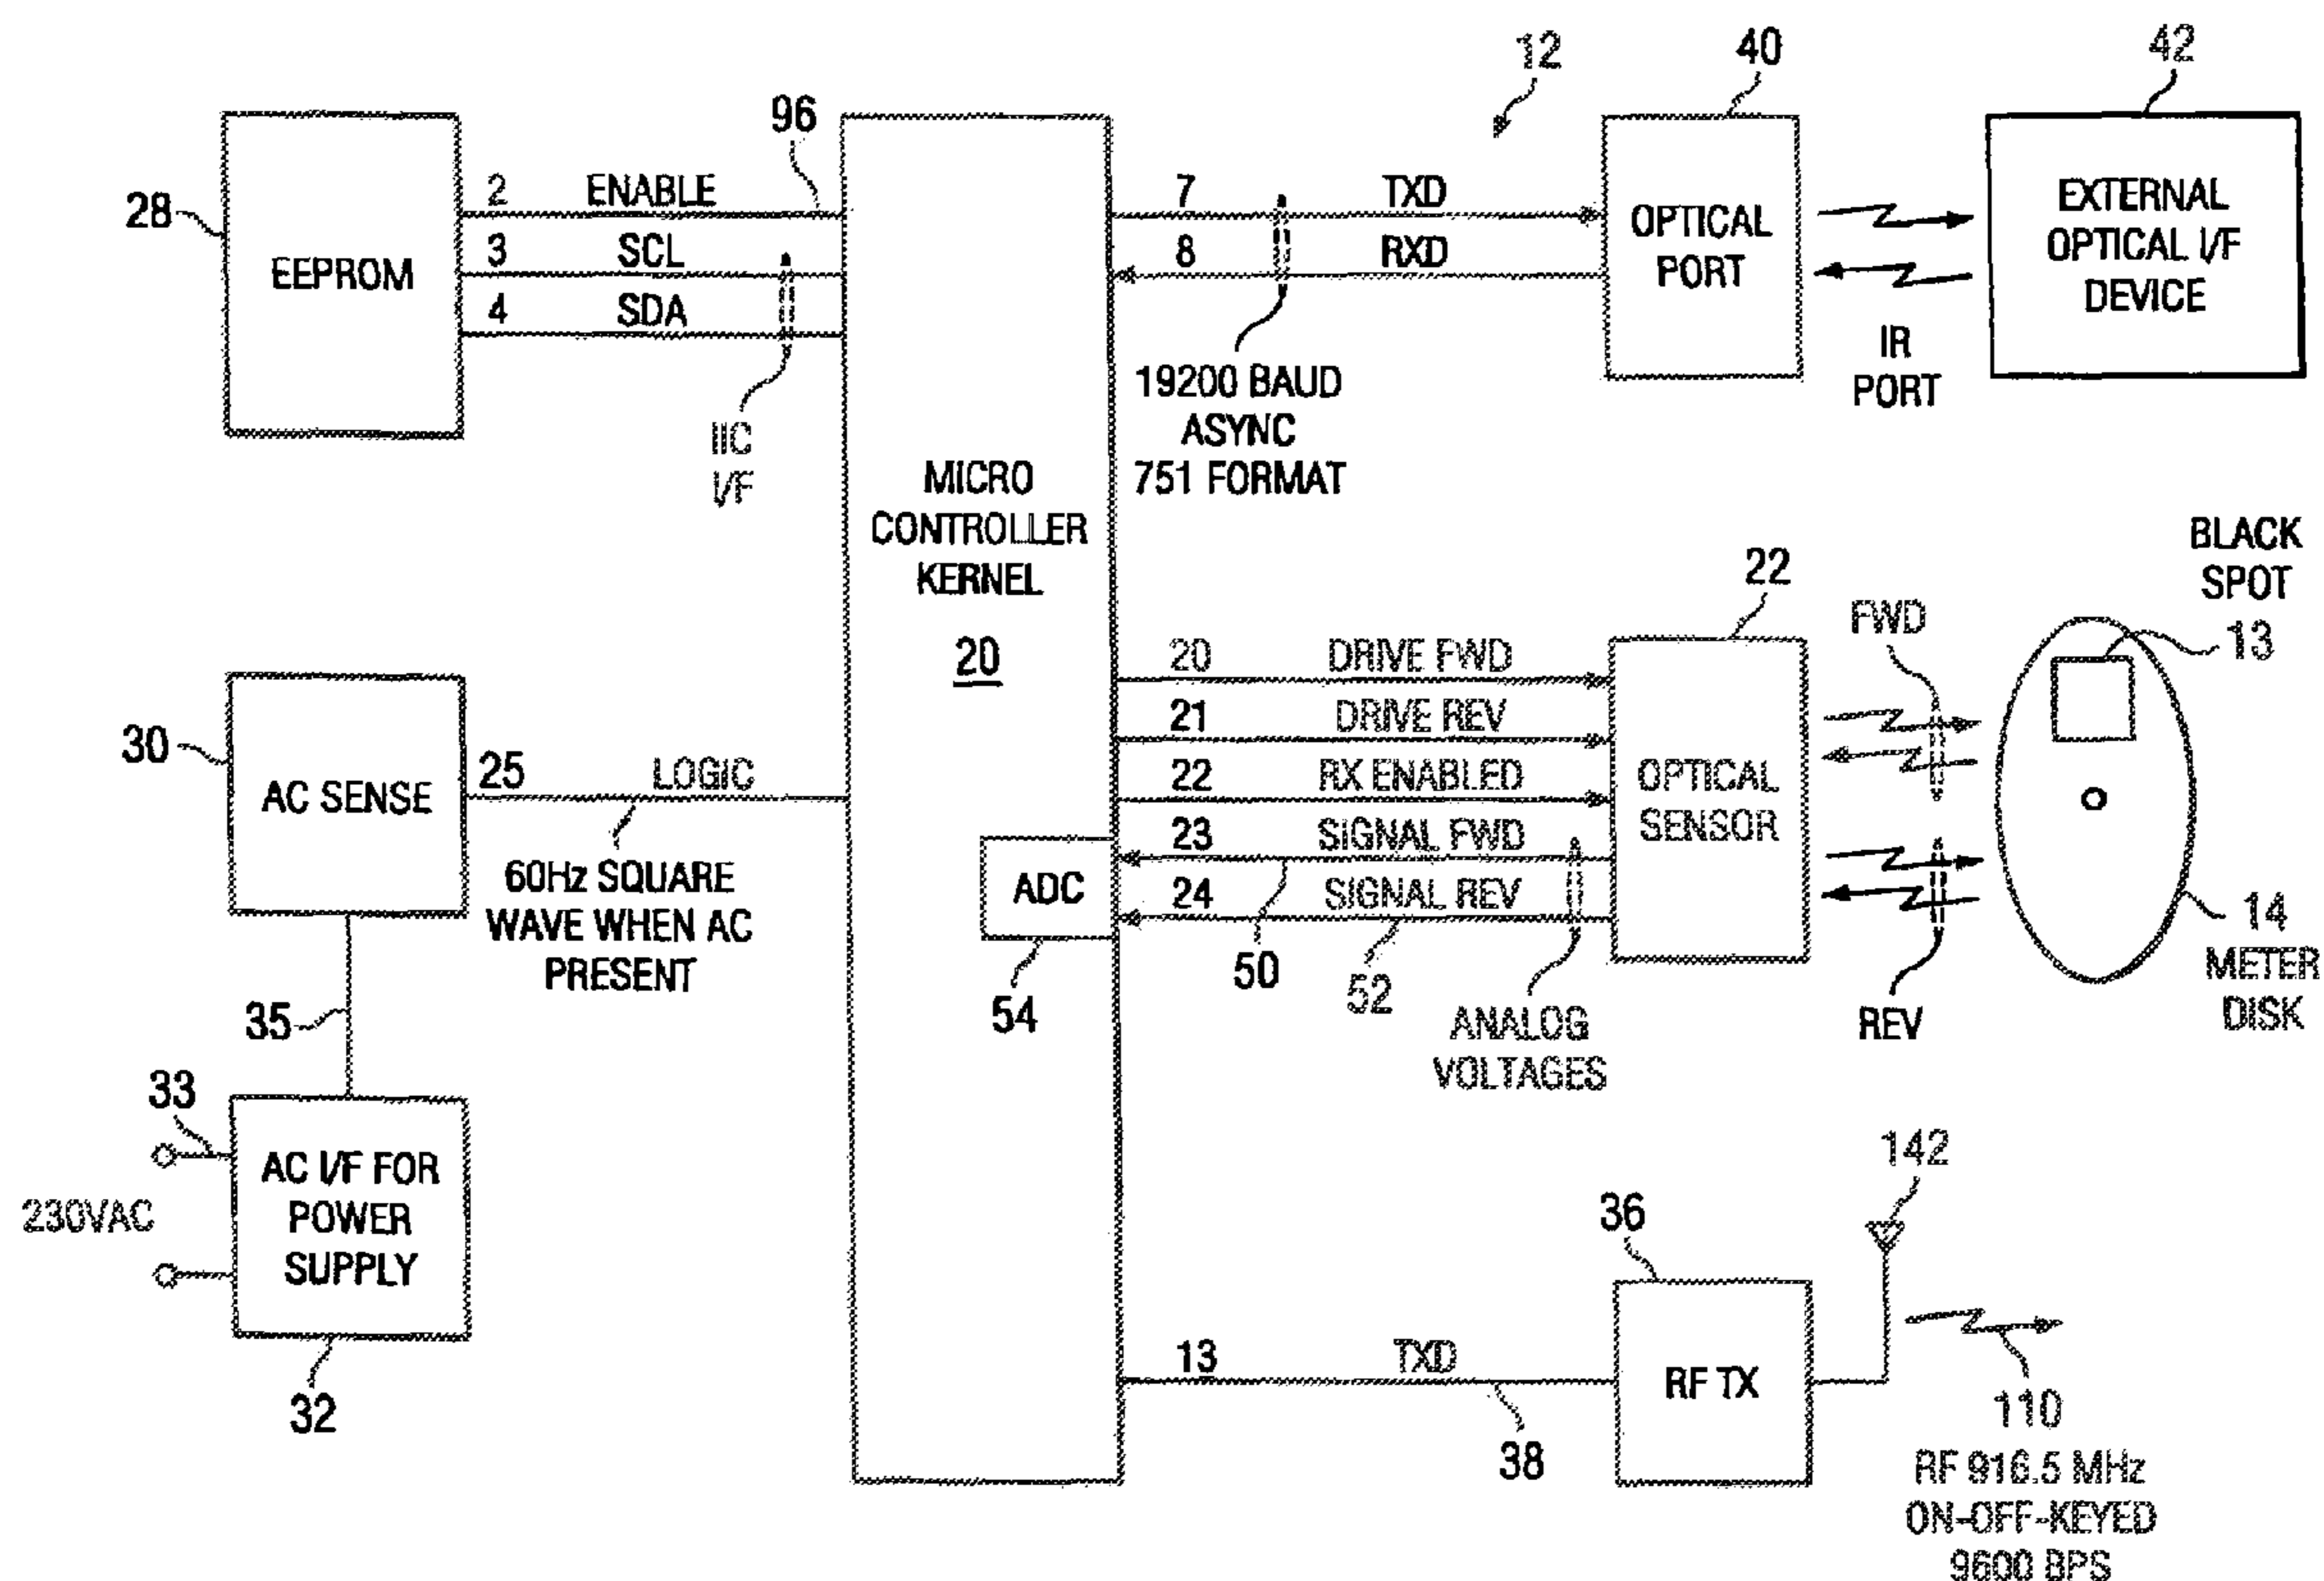 12
40
42
96
28
2 ENABLE
3 SCL
4 SDA
EEPROM
IIC
I/F
MICRO
CONTROLLER
KERNEL
20
7 TXD
8 RXD
19200 BAUD
ASYNC
751 FORMAT
OPTICAL
PORT
IR
PORT
EXTERNAL
OPTICAL I/F
DEVICE
30
AC SENSE
25 LOGIC
60Hz SQUARE
WAVE WHEN AC
PRESENT
35
33
230VAC
AC I/F FOR
POWER
SUPPLY
32
20 DRIVE FWD
21 DRIVE REV
22 RX ENABLED
23 SIGNAL FWD
24 SIGNAL REV
ADC
54
50
52
ANALOG
VOLTAGES
22
OPTICAL
SENSOR
FWD
REV
BLACK
SPOT
13
14
METER
DISK
13 TXD
38
36
RF TX
142
110
RF 916.5 MHz
ON-OFF-KEYED
9600 BPS